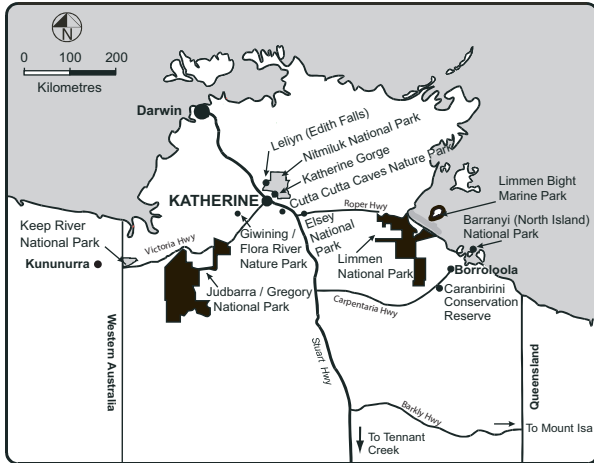 N
0 100 200
Kilometres
Darwin
Leliyn (Edith Falls)
Nitmiluk National Park
Katherine Gorge
Cutta Cutta Caves Nature Park
KATHERINE
Roper Hwy
Limmen Bight
Marine Park
Barranyi (North Island)
National Park
Keep River
National Park
Victoria Hwy
Giwining /
Flora River
Nature Park
Elsey
National
Park
Limmen
National Park
Kununurra
Judbarra / Gregory
National Park
Borroloola
Caranbirini
Conservation
Reserve
Carpentaria Hwy
Western Australia
Stuart Hwy
Queensland
Barkly Hwy
To Mount Isa
To Tennant
Creek